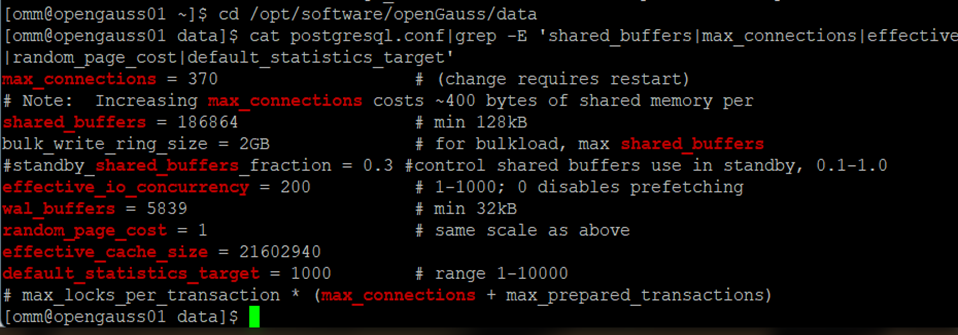 [omm@opengauss01 ~]$ cd /opt/software/openGauss/data
[omm@opengauss01 data]$ cat postgresql.conf|grep -E 'shared_buffers|max_connections|effective
|random_page_cost|default_statistics_target'
max_connections = 370 # (change requires restart)
# Note:  Increasing max_connections costs ~400 bytes of shared memory per
shared_buffers = 186864 # min 128kB
bulk_write_ring_size = 2GB # for bulkload, max shared_buffers
#standby_shared_buffers_fraction = 0.3 #control shared buffers use in standby, 0.1-1.0
effective_io_concurrency = 200 # 1-1000; 0 disables prefetching
wal_buffers = 5839 # min 32kB
random_page_cost = 1 # same scale as above
effective_cache_size = 21602940
default_statistics_target = 1000 # range 1-10000
# max_locks_per_transaction * (max_connections + max_prepared_transactions)
[omm@opengauss01 data]$